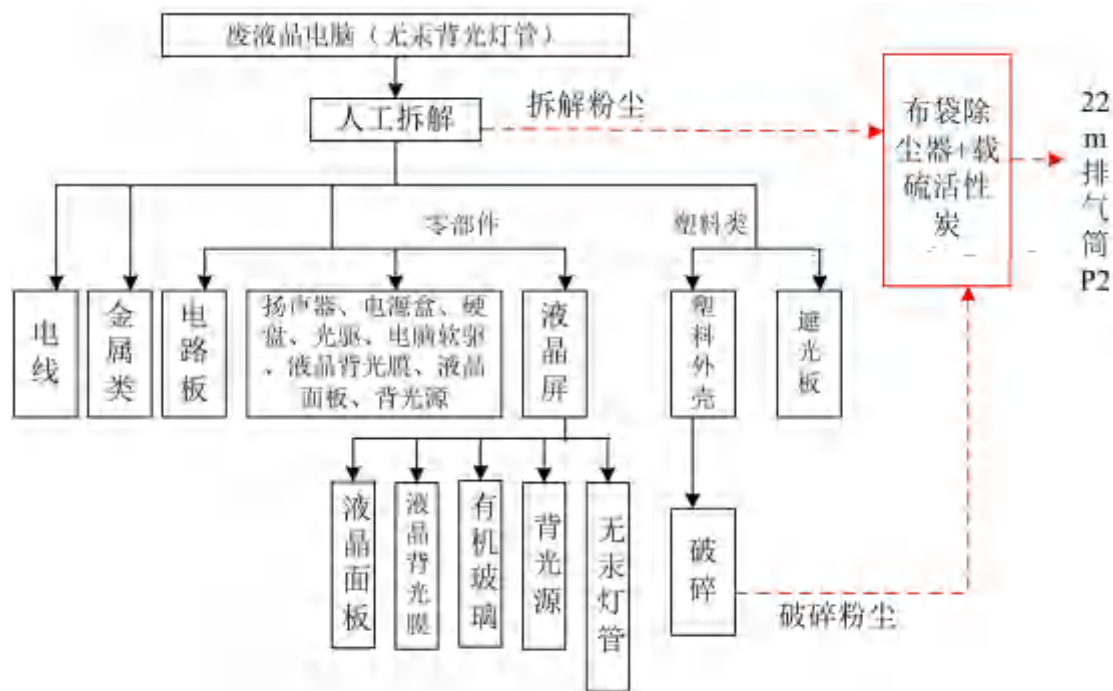 废液晶电脑（无汞背光灯管）
人工拆解
拆解粉尘
布袋除
尘器+载
硫活性
炭
22
m
排
气
筒
P2
零部件
塑料类
电线
金属类
电路板
扬声器、电源盒、硬
盘、光驱、电脑软驱
、液晶背光膜、液晶
面板、背光源
液晶屏
塑料外壳
遮光板
液晶面板
液晶背光膜
有机玻璃
背光源
无汞灯管
破碎
破碎粉尘